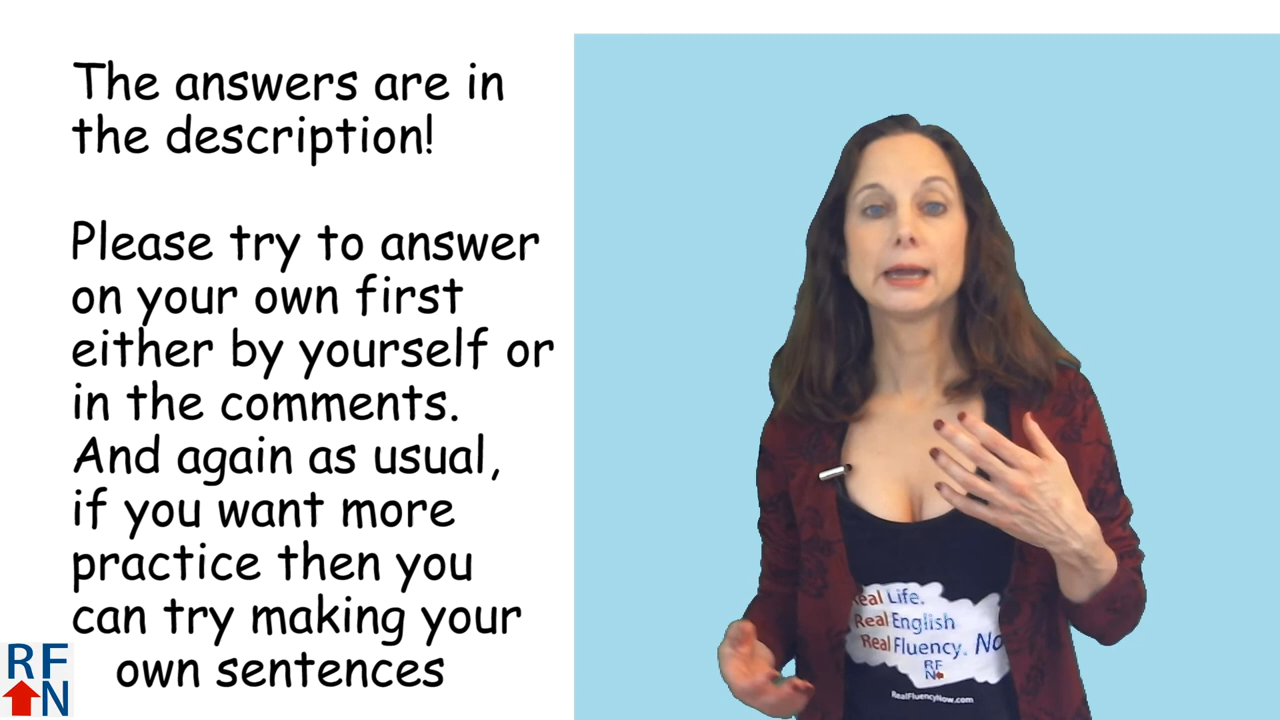 The answers are in
the description!
Please try to answer
on your own first
either by yourself or
in the comments.
And again as usual,
if you want more
practice then you
can try making your
own sentences
RF
N
Real Life.
Real English
Real Fluency. No
RF
N
RealFluencyNow.com